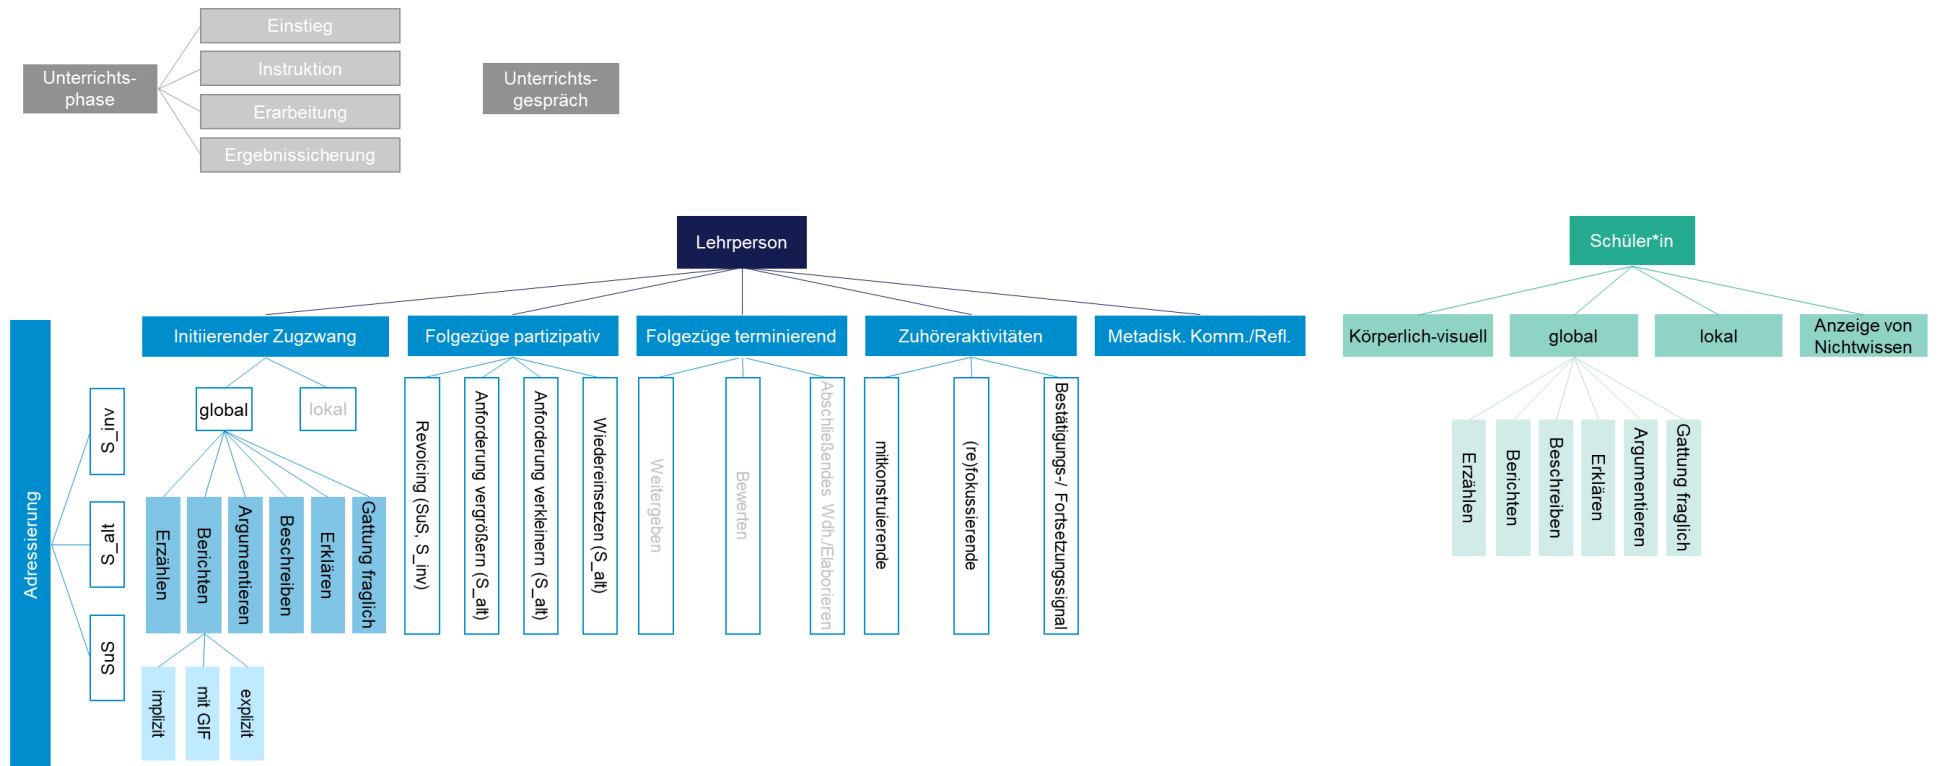 Einstieg
Instruktion
Unterrichts-
phase
Erarbeitung
Ergebnissicherung
Unterrichts-
gespräch
Lehrperson
Schüler*in
Initiierender Zugzwang
Folgezüge partizipativ
Folgezüge terminierend
Zuhöreraktivitäten
Metadisk. Komm./Refl.
Körperlich-visuell
global
lokal
Anzeige von
Nichtwissen
Adressierung
S_inv
S_alt
SuS
global
lokal
Erzählen
Berichten
Argumentieren
Beschreiben
Erklären
Gattung fraglich
implizit
mit GIF
explizit
Revoicing (SuS, S_inv)
Anforderung vergrößern (S_alt)
Anforderung verkleinern (S_alt)
Wiedereinsetzen (S_alt)
Weitergeben
Bewerten
Abschließendes Wdh./Elaborieren
mitkonstruierende
(re)fokussierende
Bestätigungs-/ Fortsetzungssignal
Erzählen
Berichten
Beschreiben
Erklären
Argumentieren
Gattung fraglich